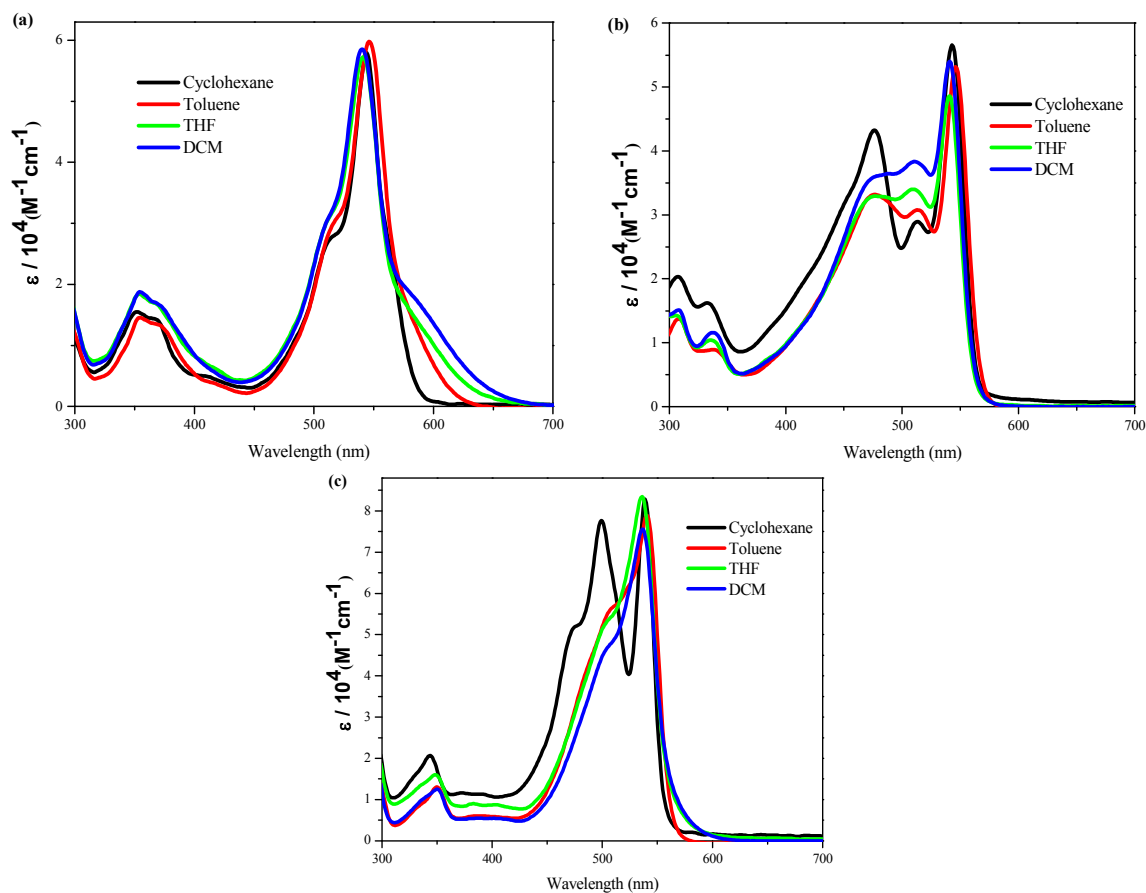 (a)
6
4
2
0
ε / 10⁴(M⁻¹cm⁻¹)
Cyclohexane
Toluene
THF
DCM
300
400
500
600
700
Wavelength (nm)
(b)
6
5
4
3
2
1
0
ε / 10⁴(M⁻¹cm⁻¹)
Cyclohexane
Toluene
THF
DCM
300
400
500
600
700
Wavelength (nm)
(c)
8
7
6
5
4
3
2
1
0
ε / 10⁴(M⁻¹cm⁻¹)
Cyclohexane
Toluene
THF
DCM
300
400
500
600
700
Wavelength (nm)